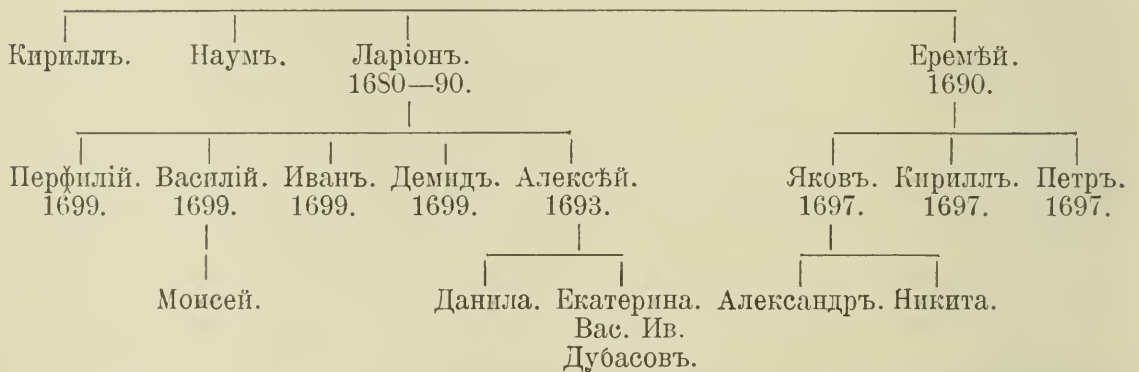 Кириллъ. Наумъ. Ларіонъ. Еремѣй.
1680—90. 1690.
Перфилій. Василій. Иванъ. Демидъ. Алексѣй. Яковъ. Кириллъ. Петръ.
1699. 1699. 1699. 1699. 1693. 1697. 1697. 1697.
Моисей. Данила. Екатерина. Александръ. Никита.
Вас. Ив.
Дубасовъ.